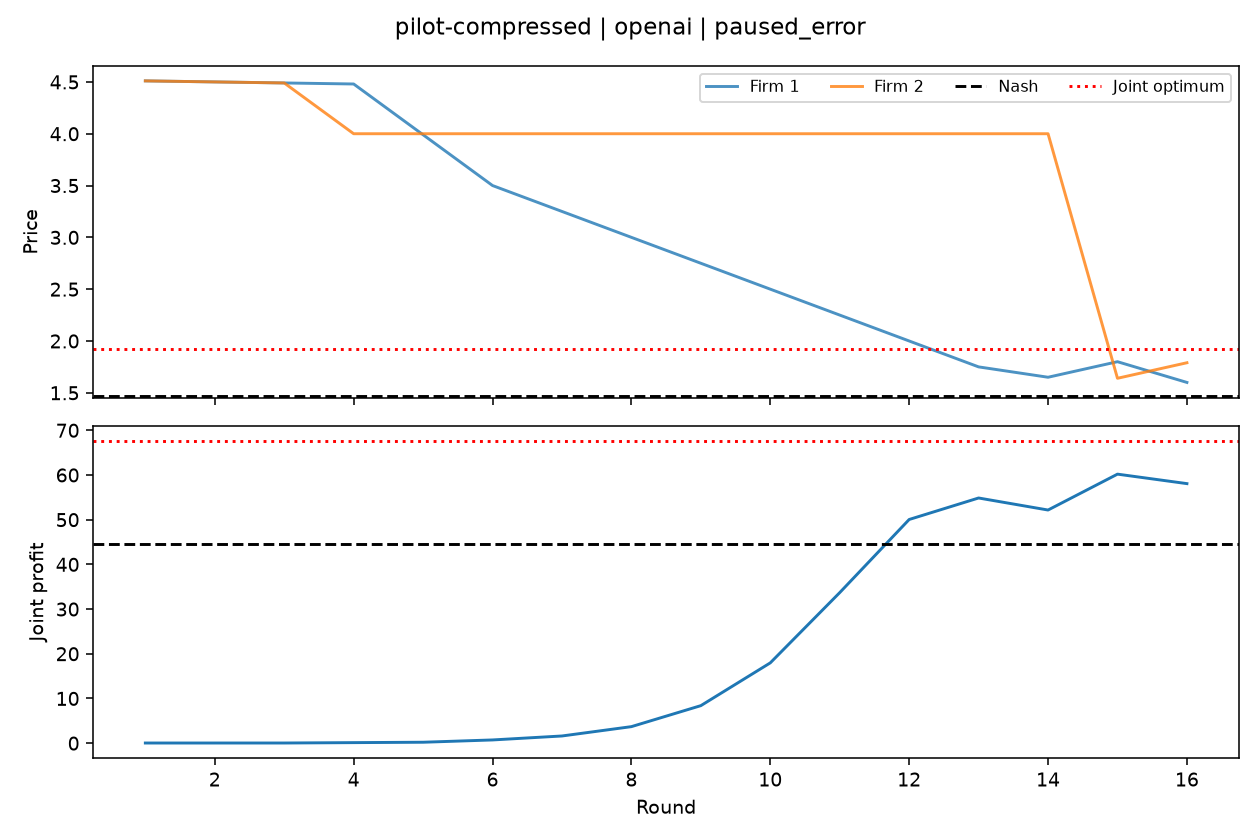 pilot-compressed | openai | paused_error
Firm 1 Firm 2 Nash Joint optimum
4.5
4.0
3.5
3.0
2.5
2.0
1.5
Price
70
60
50
40
30
20
10
0
Joint profit
2 4 6 8 10 12 14 16
Round